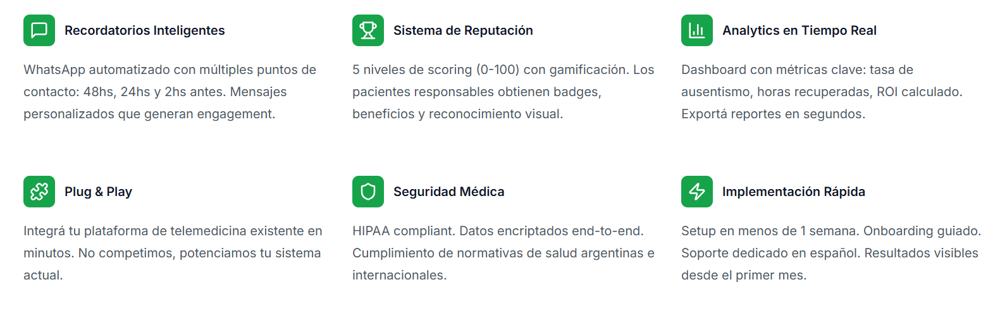 Recordatorios Inteligentes
WhatsApp automatizado con múltiples puntos de
contacto: 48hs, 24hs y 2hs antes. Mensajes
personalizados que generan engagement.
Sistema de Reputación
5 niveles de scoring (0-100) con gamificación. Los
pacientes responsables obtienen badges,
beneficios y reconocimiento visual.
Analytics en Tiempo Real
Dashboard con métricas clave: tasa de
ausentismo, horas recuperadas, ROI calculado.
Exportá reportes en segundos.
Plug & Play
Integrá tu plataforma de telemedicina existente en
minutos. No competimos, potenciamos tu sistema
actual.
Seguridad Médica
HIPAA compliant. Datos encriptados end-to-end.
Cumplimiento de normativas de salud argentinas e
internacionales.
Implementación Rápida
Setup en menos de 1 semana. Onboarding guiado.
Soporte dedicado en español. Resultados visibles
desde el primer mes.